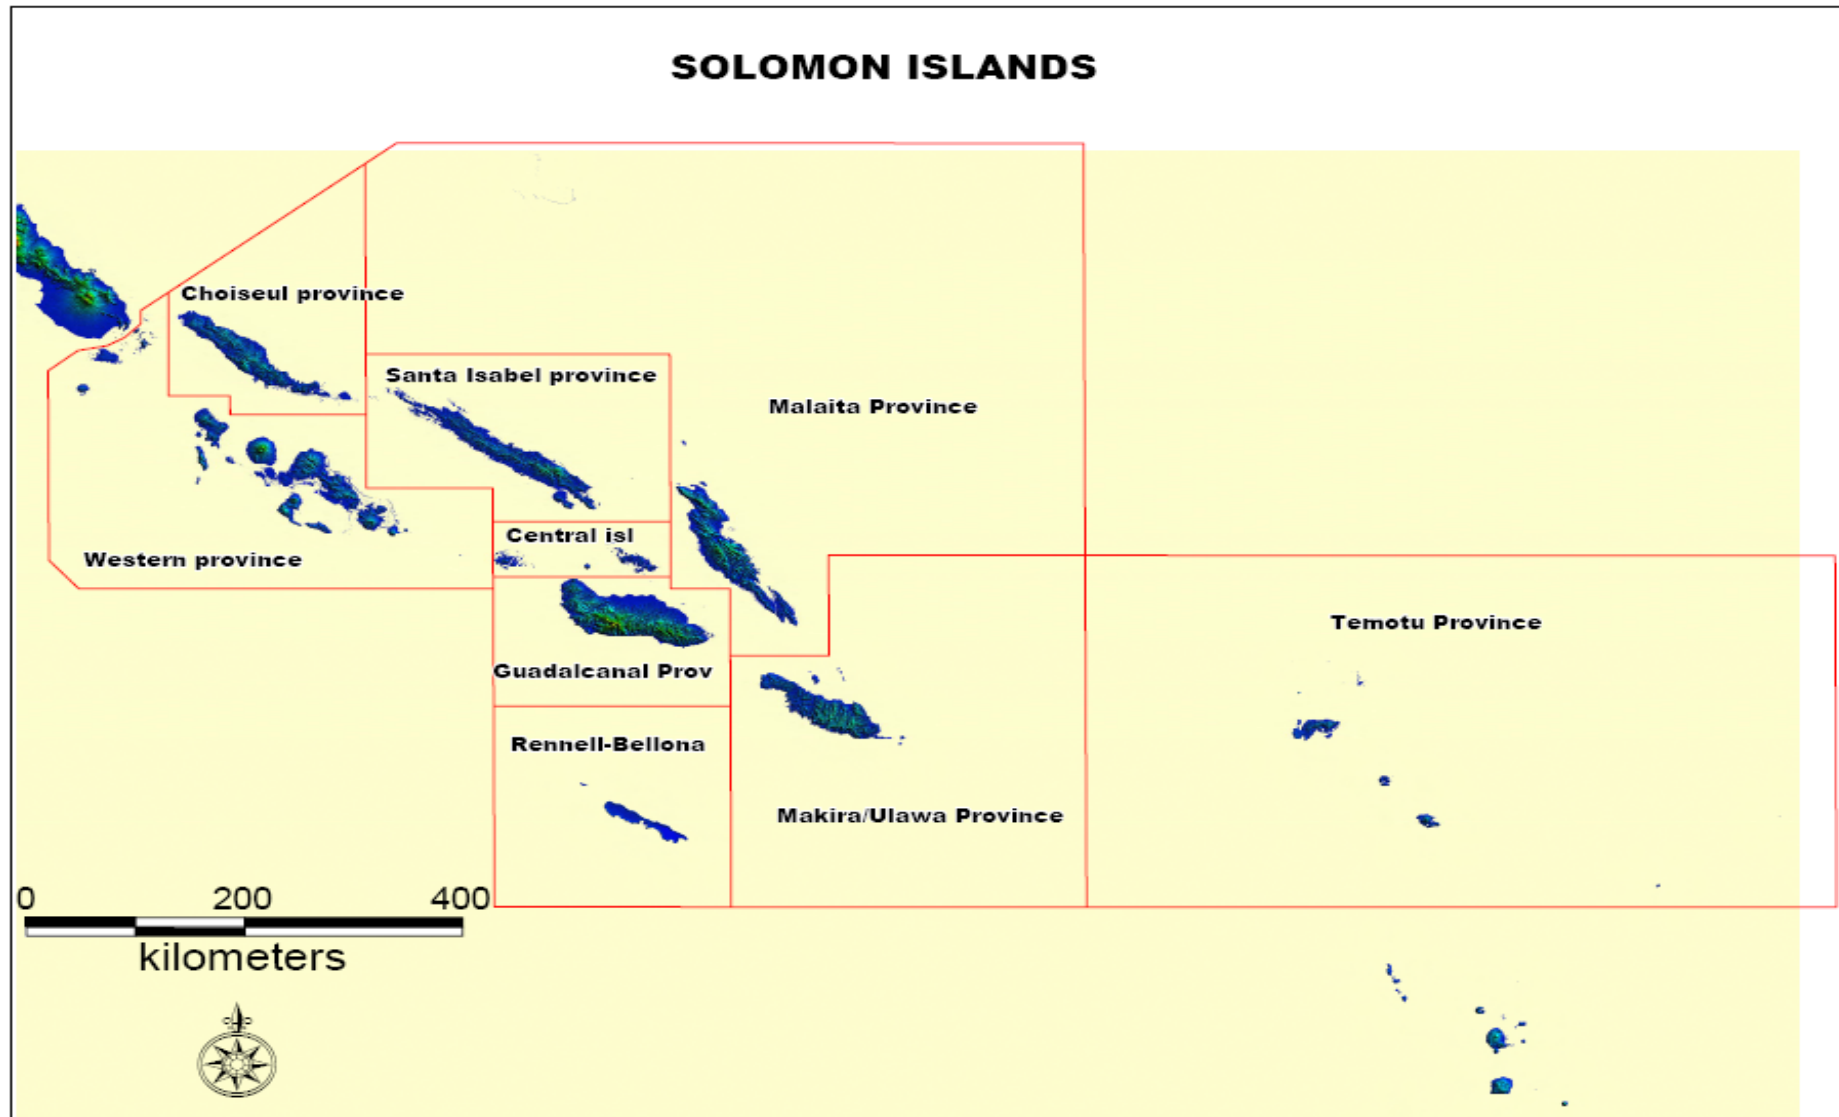 SOLOMON ISLANDS
Choiseul province
Santa Isabel province
Malaita Province
Central isl
Western province
Temotu Province
Guadalcanal Prov
Rennell-Bellona
Makira/Ulawa Province
0 200 400
kilometers